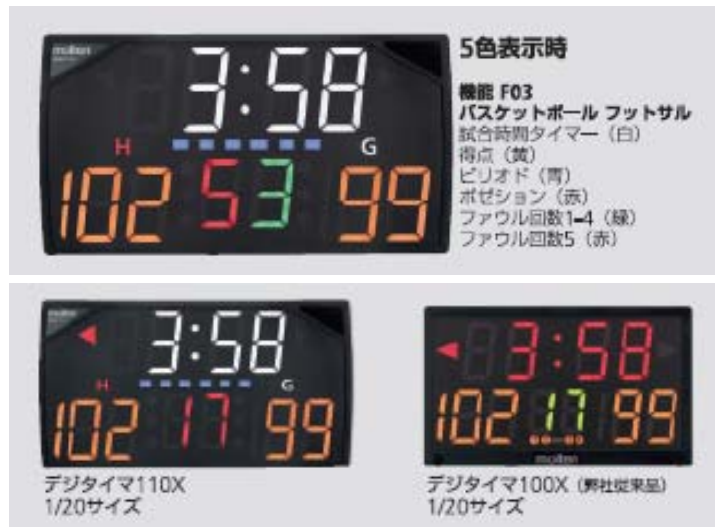 molten
5色表示時
3:58
機能 F03
バスケットボール フットサル
試合時間タイマー（白）
H
G
得点（黄）
ピリオド（青）
102
53
99
ポゼション（赤）
ファウル回数1-4（緑）
ファウル回数5（赤）
molten
3:58
H
G
102
17
99
3:58
102
17
99
molten
デジタイマ110X
1/20サイズ
デジタイマ100X（弊社従来品）
1/20サイズ